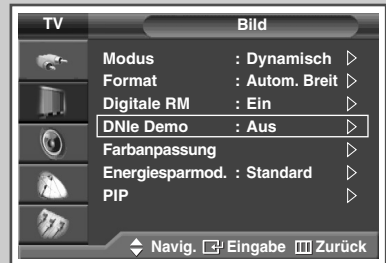 TV Bild
Modus : Dynamisch
Format : Autom. Breit
Digitale RM : Ein
DNIe Demo : Aus
Farbanpassung
Energiesparmod. : Standard
PIP
Navig. Eingabe Zurück